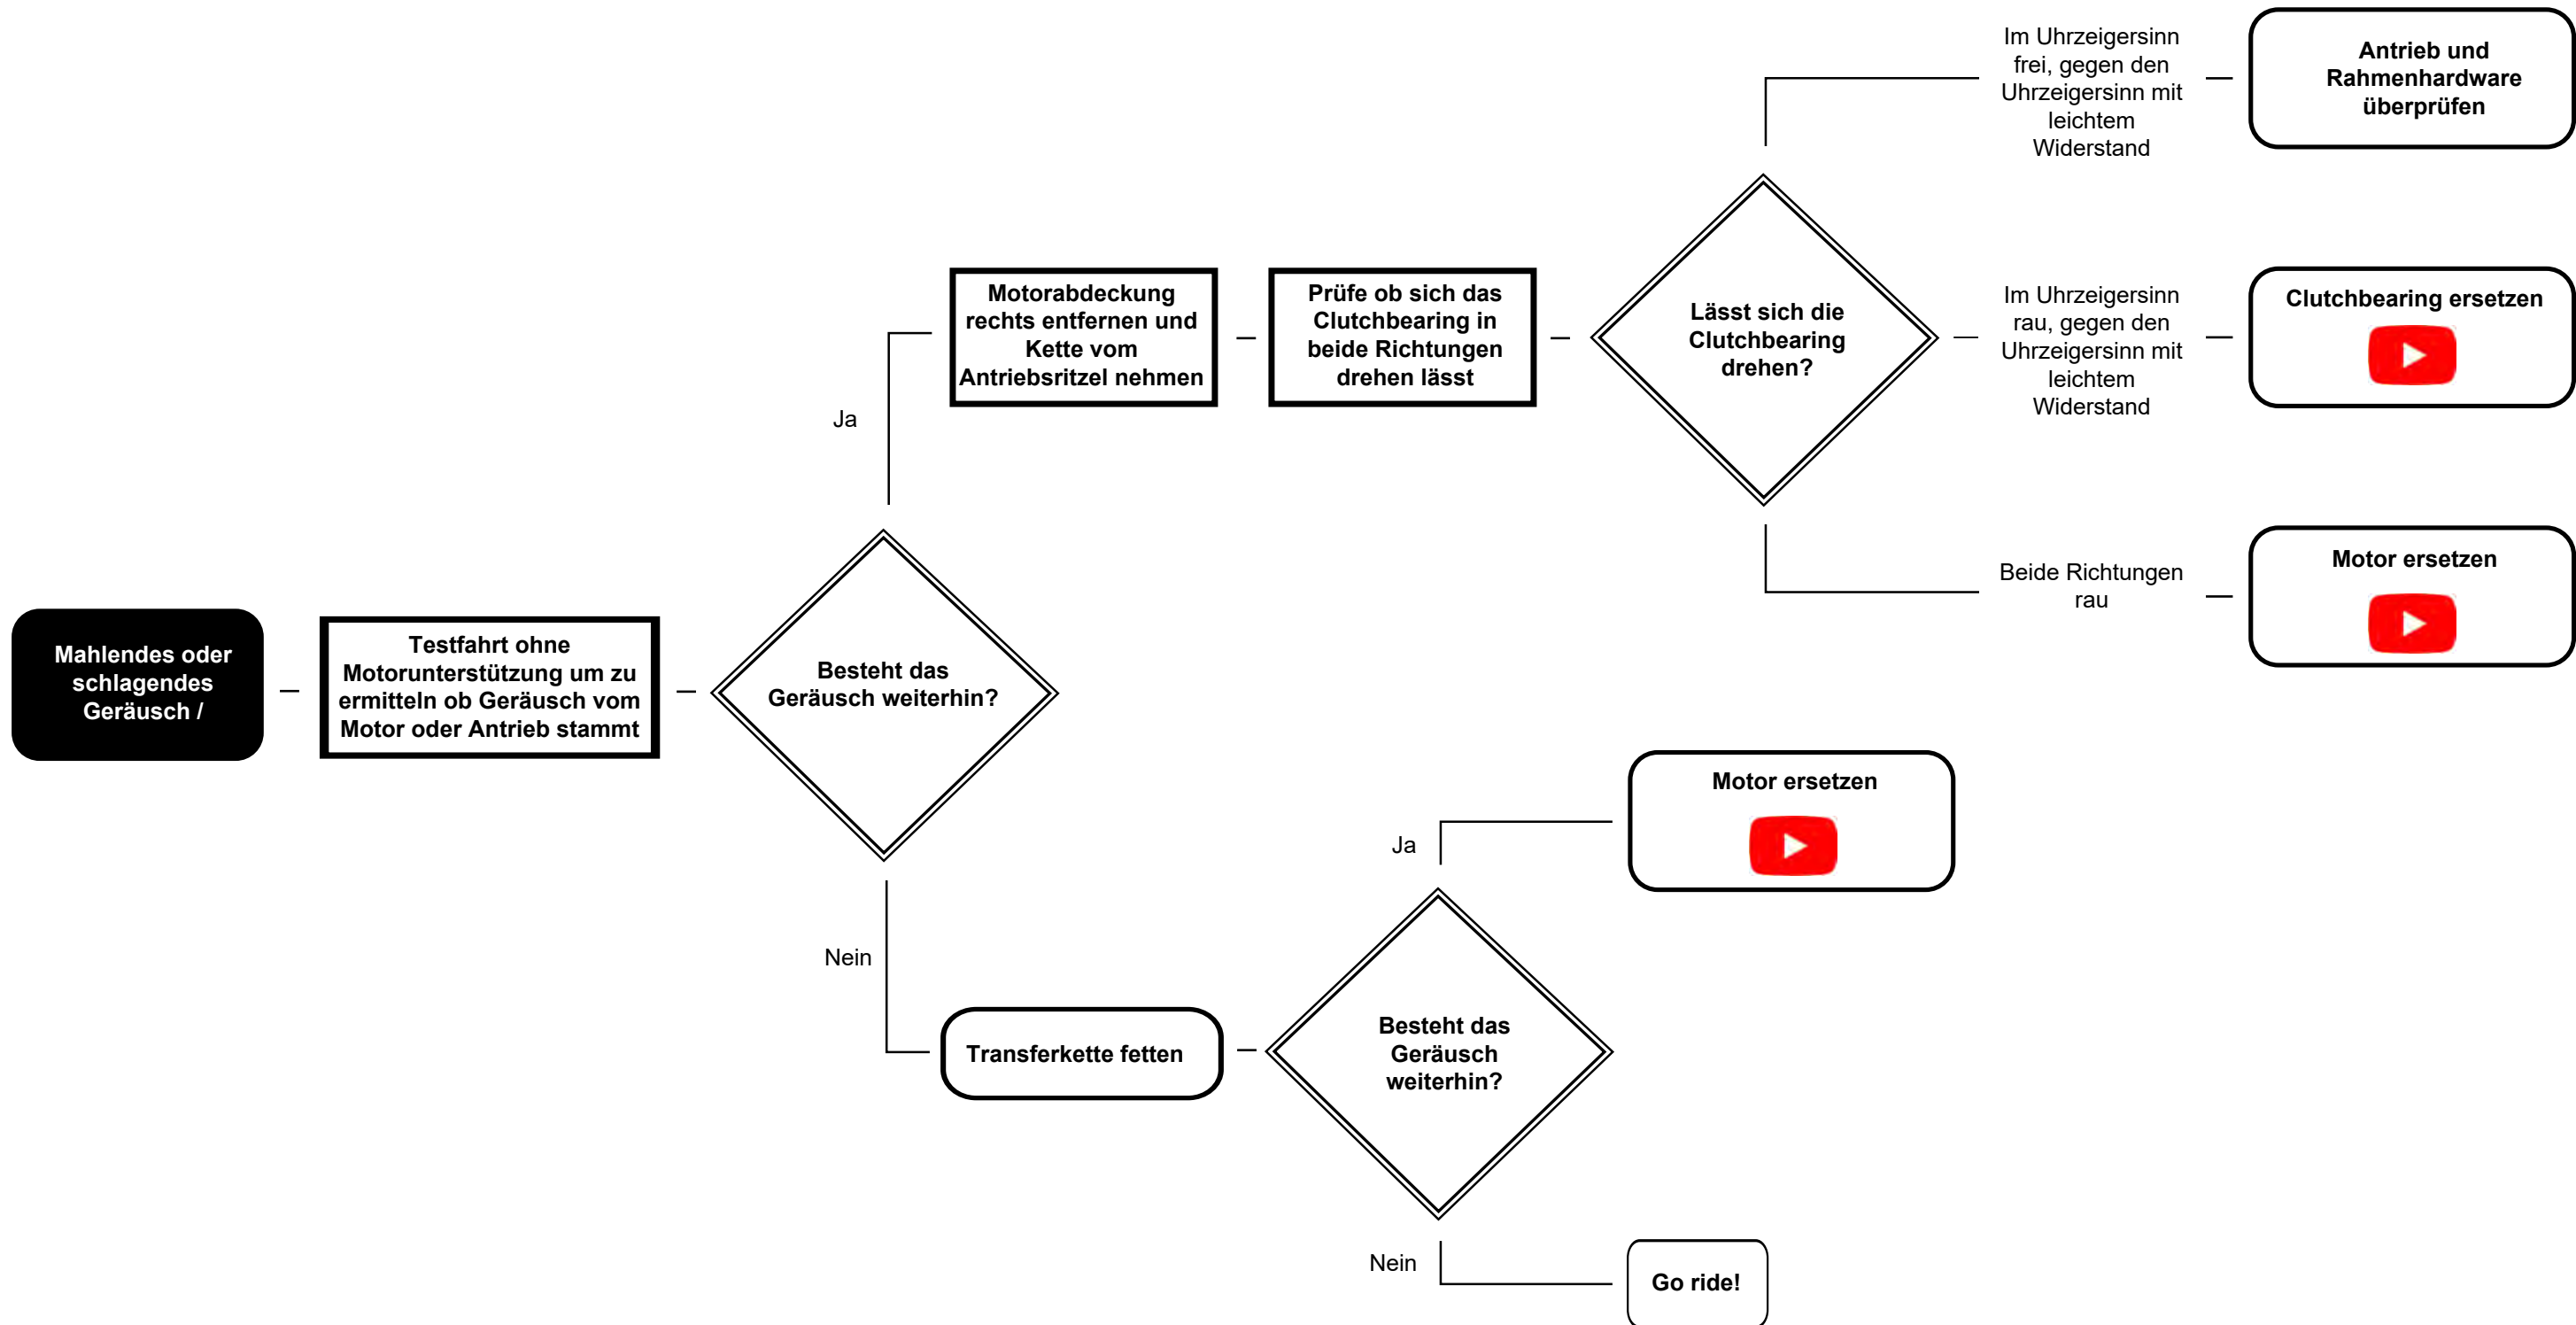 Im Uhrzeigersinn
frei, gegen den
Uhrzeigersinn mit
leichtem
Widerstand
Antrieb und
Rahmenhardware
überprüfen
Motorabdeckung
rechts entfernen und
Kette vom
Antriebsritzel nehmen
Prüfe ob sich das
Clutchbearing in
beide Richtungen
drehen lässt
Lässt sich die
Clutchbearing
drehen?
Im Uhrzeigersinn
rau, gegen den
Uhrzeigersinn mit
leichtem
Widerstand
Clutchbearing ersetzen
Ja
Beide Richtungen
rau
Motor ersetzen
Mahlendes oder
schlagendes
Geräusch /
Testfahrt ohne
Motorunterstützung um zu
ermitteln ob Geräusch vom
Motor oder Antrieb stammt
Besteht das
Geräusch weiterhin?
Motor ersetzen
Ja
Nein
Transferkette fetten
Besteht das
Geräusch
weiterhin?
Nein
Go ride!